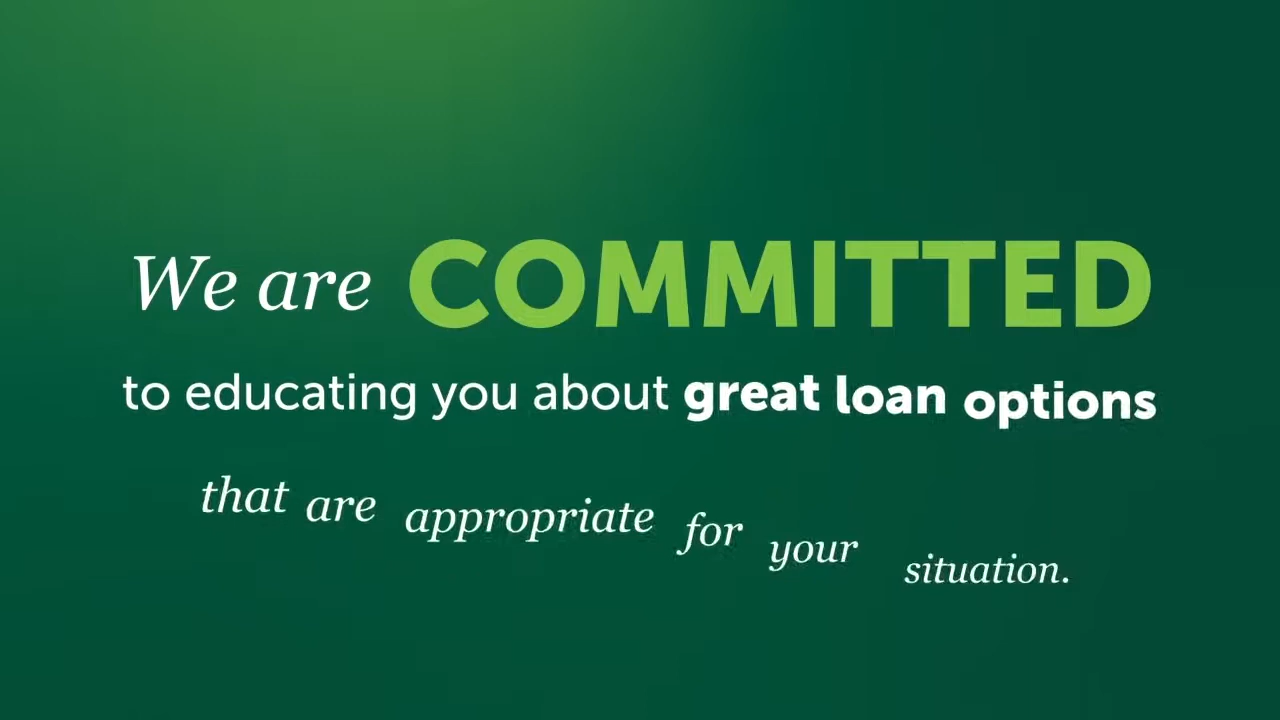 We are COMMITTED
to educating you about great loan options
that are appropriate for your situation.